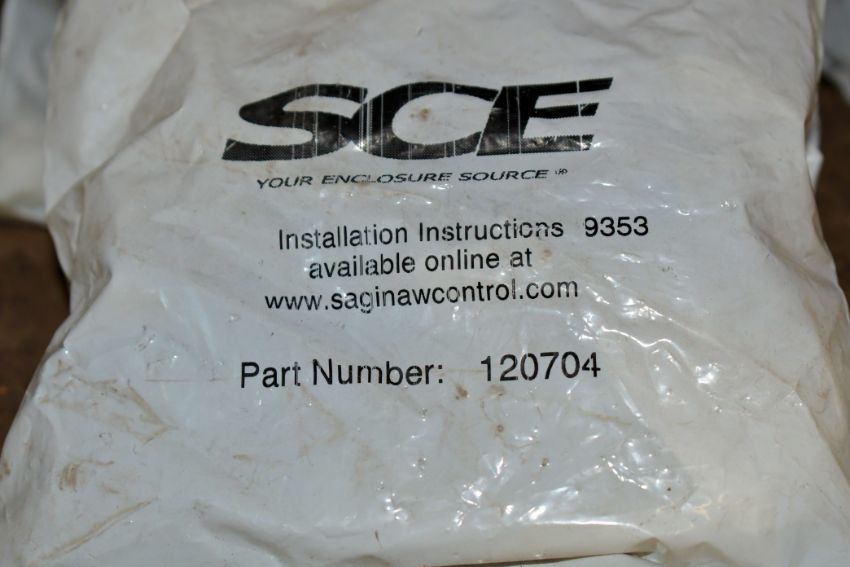 SCE
YOUR ENCLOSURE SOURCE ®
Installation Instructions 9353
available online at
www.saginawcontrol.com
Part Number: 120704